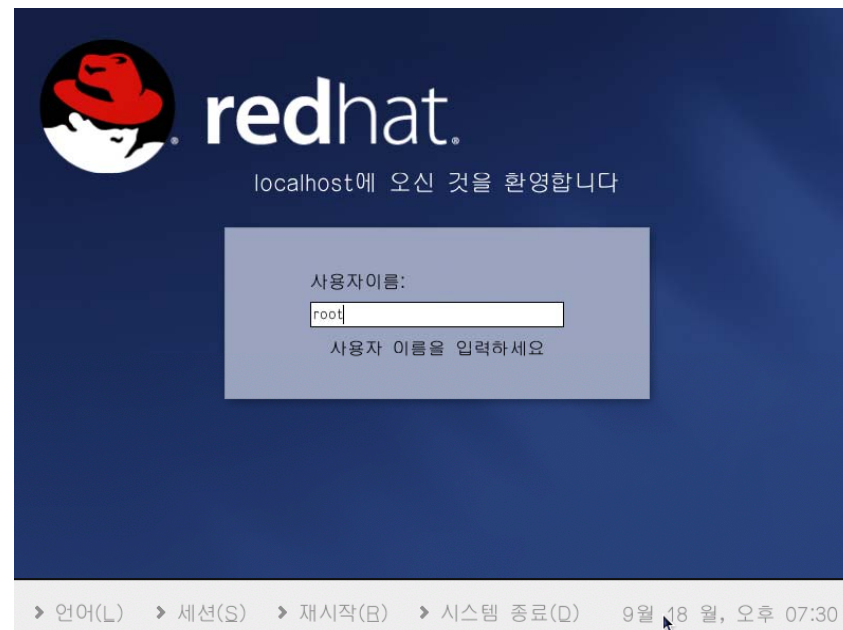 redhat.
localhost에 오신 것을 환영합니다
사용자이름:
root
사용자 이름을 입력하세요
언어(L) 세션(S) 재시작(R) 시스템 종료(D) 9월 18 월, 오후 07:30